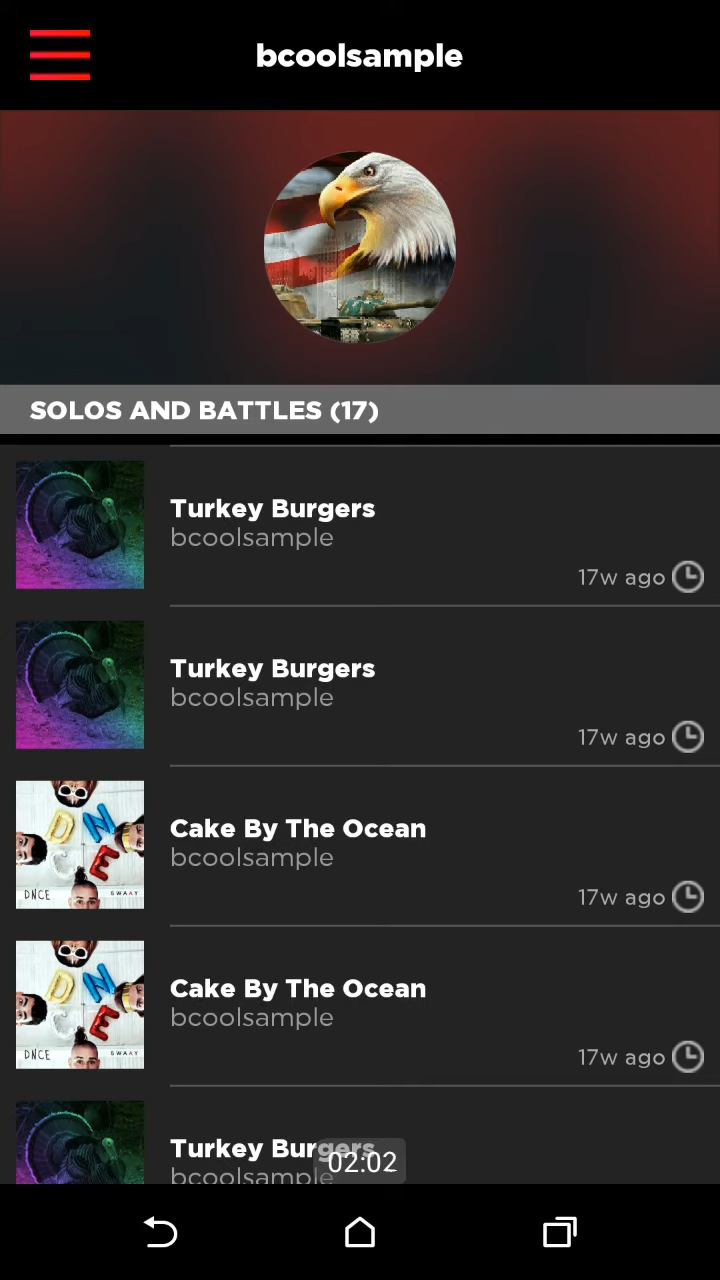 bcoolsample
SOLOS AND BATTLES (17)
Turkey Burgers
bcoolsample
17w ago
Turkey Burgers
bcoolsample
17w ago
D N
C E
DNCE SWAAY
Cake By The Ocean
bcoolsample
17w ago
D N
C E
DNCE SWAAY
Cake By The Ocean
bcoolsample
17w ago
Turkey Burgers
bcoolsample
02:02